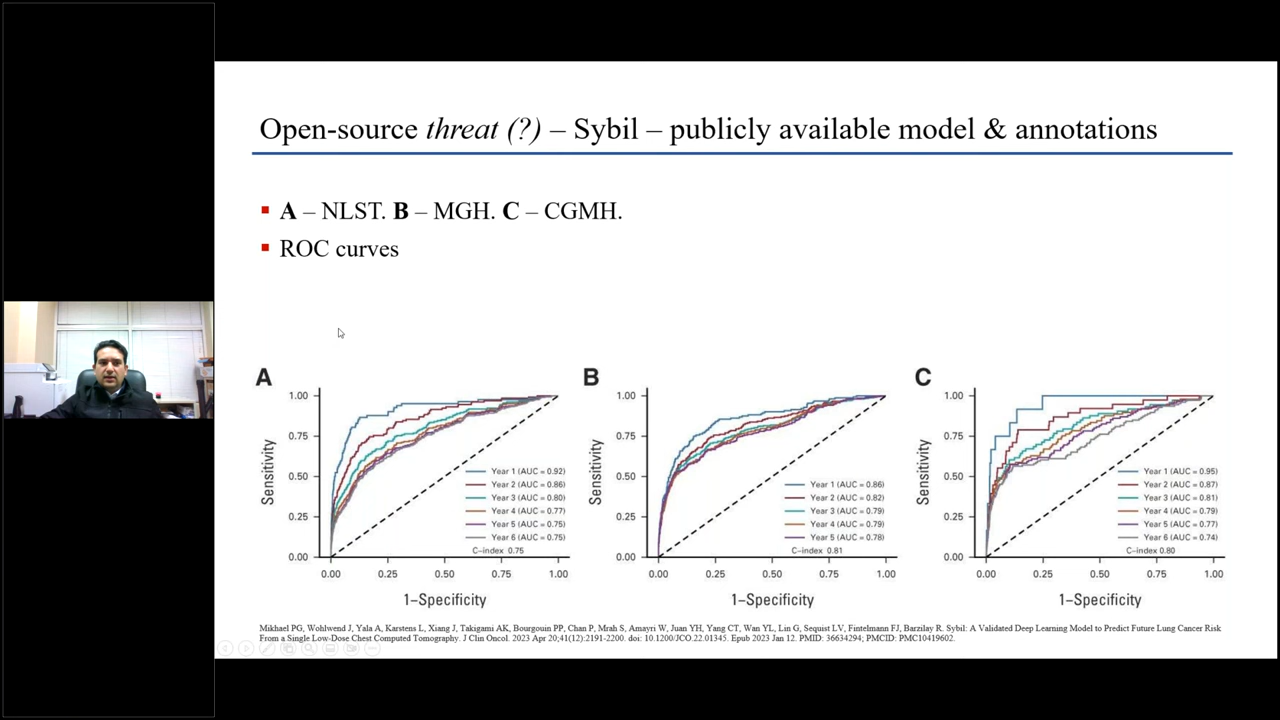 Open-source threat (?) – Sybil – publicly available model & annotations
A – NLST. B – MGH. C – CGMH.
ROC curves
A
1.00
0.75
0.50
0.25
0.00
Sensitivity
Year 1 (AUC = 0.92)
Year 2 (AUC = 0.86)
Year 3 (AUC = 0.80)
Year 4 (AUC = 0.77)
Year 5 (AUC = 0.75)
Year 6 (AUC = 0.75)
C-index 0.75
0.00 0.25 0.50 0.75 1.00
1–Specificity
B
1.00
0.75
0.50
0.25
0.00
Sensitivity
Year 1 (AUC = 0.86)
Year 2 (AUC = 0.82)
Year 3 (AUC = 0.79)
Year 4 (AUC = 0.79)
Year 5 (AUC = 0.78)
C-index 0.81
0.00 0.25 0.50 0.75 1.00
1–Specificity
C
1.00
0.75
0.50
0.25
0.00
Sensitivity
Year 1 (AUC = 0.95)
Year 2 (AUC = 0.87)
Year 3 (AUC = 0.81)
Year 4 (AUC = 0.79)
Year 5 (AUC = 0.77)
Year 6 (AUC = 0.74)
C-index 0.80
0.00 0.25 0.50 0.75 1.00
1–Specificity
Mikhael PG, Wohlwend J, Yala A, Karstens L, Xiang J, Takigami AK, Bourgouin PP, Chan P, Mrah S, Amayri W, Juan YH, Yang CT, Wan YL, Lin G, Sequist LV, Fintelmann FJ, Barzilay R. Sybil: A Validated Deep Learning Model to Predict Future Lung Cancer Risk
From a Single Low-Dose Chest Computed Tomography. J Clin Oncol. 2023 Apr 20;41(12):2191-2200. doi: 10.1200/JCO.22.01345. Epub 2023 Jan 12. PMID: 36634294; PMCID: PMC10419602.